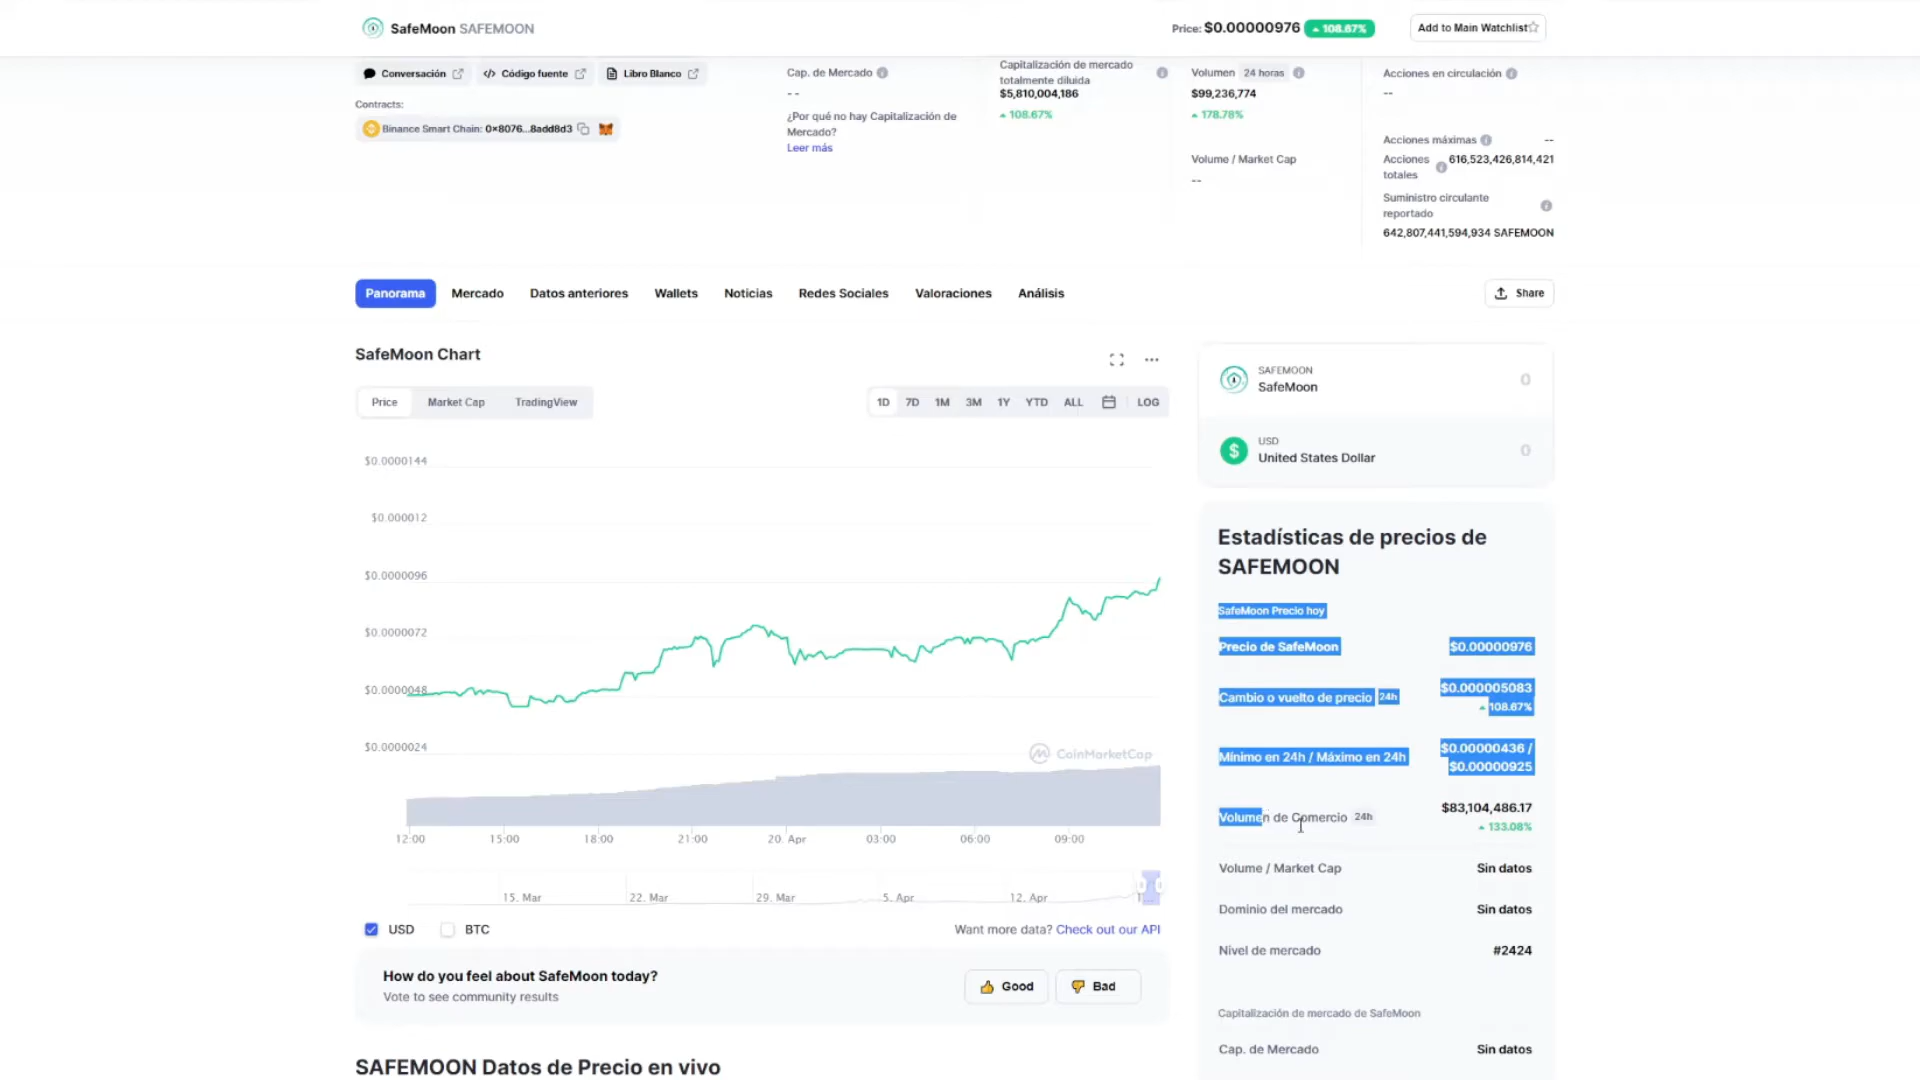 SafeMoon SAFEMOON
Price: $0.00000976 108.67%
Add to Main Watchlist
Conversación
Código fuente
Libro Blanco
Contracts:
Binance Smart Chain: 0x8076...8add8d3
Cap. de Mercado
- -
¿Por qué no hay Capitalización de
Mercado?
Leer más
Capitalización de mercado
totalmente diluida
$5,810,004,186
108.67%
Volumen 24 horas
$99,236,774
178.78%
Volume / Market Cap
--
Acciones en circulación
--
Acciones máximas --
Acciones
totales
616,523,426,814,421
Suministro circulante
reportado
642,807,441,594,934 SAFEMOON
Panorama
Mercado
Datos anteriores
Wallets
Noticias
Redes Sociales
Valoraciones
Análisis
Share
SafeMoon Chart
Price
Market Cap
TradingView
1D 7D 1M 3M 1Y YTD ALL LOG
$0.0000144
$0.000012
$0.0000096
$0.0000072
$0.0000048
$0.0000024
CoinMarketCap
12:00 15:00 18:00 21:00 20. Apr 03:00 06:00 09:00
15. Mar 22. Mar 29. Mar 5. Apr 12. Apr
USD
BTC
Want more data? Check out our API
How do you feel about SafeMoon today?
Vote to see community results
Good
Bad
SAFEMOON Datos de Precio en vivo
SAFEMOON
SafeMoon
0
USD
United States Dollar
0
Estadísticas de precios de
SAFEMOON
SafeMoon Precio hoy
Precio de SafeMoon $0.00000976
Cambio o vuelto de precio 24h
$0.000005083
108.67%
Mínimo en 24h / Máximo en 24h
$0.00000436 /
$0.00000925
Volumen de Comercio 24h
$83,104,486.17
133.08%
Volume / Market Cap Sin datos
Dominio del mercado Sin datos
Nivel de mercado #2424
Capitalización de mercado de SafeMoon
Cap. de Mercado Sin datos